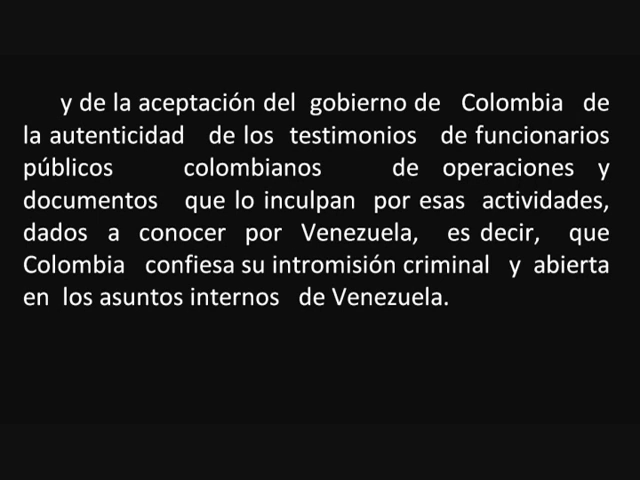 y de la aceptación del gobierno de Colombia de
la autenticidad de los testimonios de funcionarios
públicos colombianos de operaciones y
documentos que lo inculpan por esas actividades,
dados a conocer por Venezuela, es decir, que
Colombia confiesa su intromisión criminal y abierta
en los asuntos internos de Venezuela.